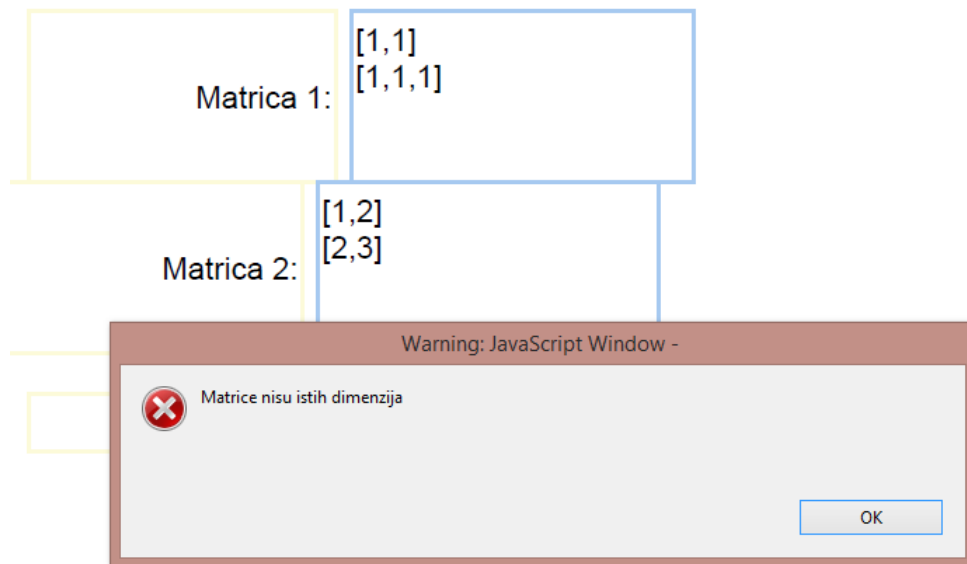 Matrica 1:
[1,1]
[1,1,1]
Matrica 2:
[1,2]
[2,3]
Warning: JavaScript Window -
Matrice nisu istih dimenzija
OK